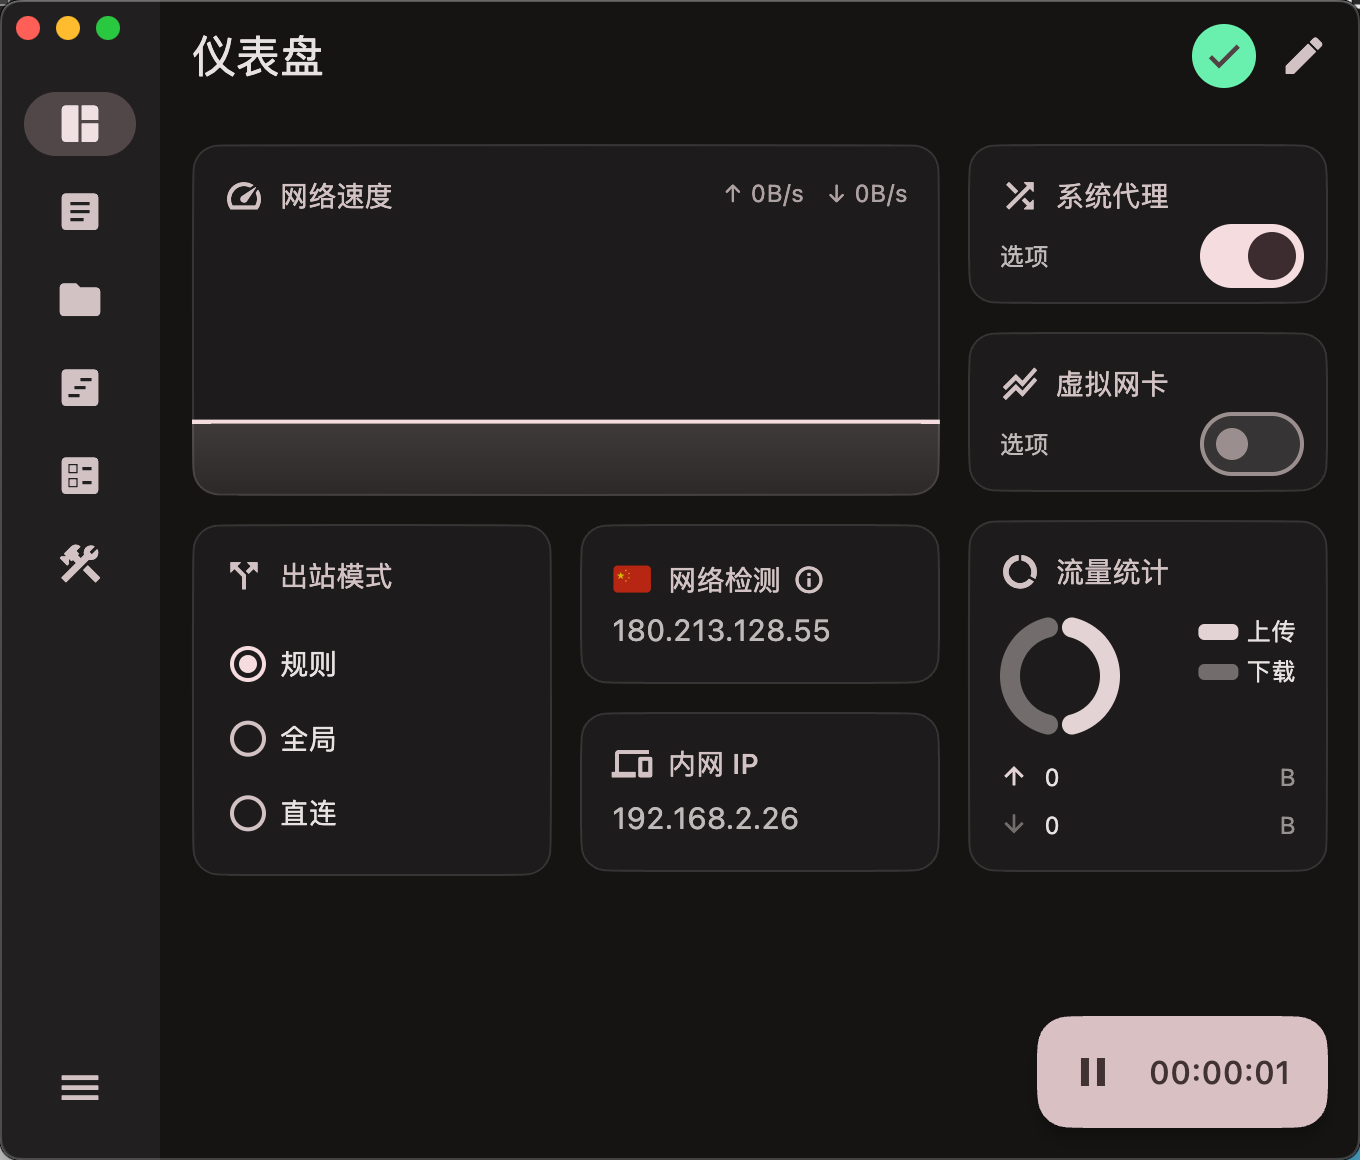 仪表盘
网络速度
↑ 0B/s ↓ 0B/s
系统代理
选项
虚拟网卡
选项
出站模式
规则
全局
直连
网络检测
180.213.128.55
内网 IP
192.168.2.26
流量统计
上传
下载
↑ 0 B
↓ 0 B
00:00:01